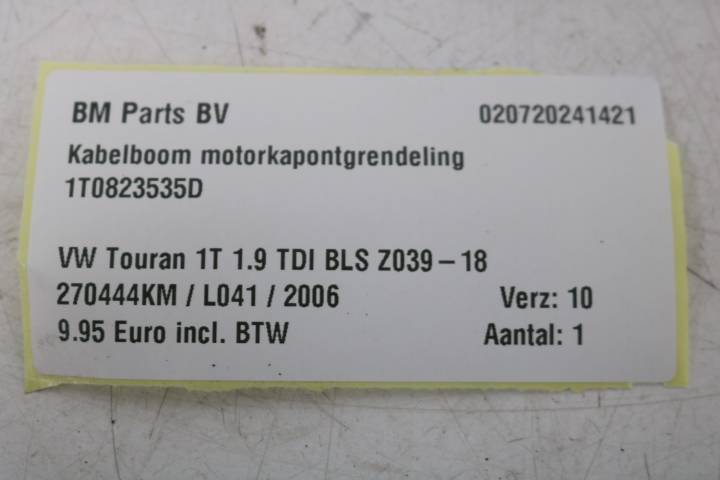 BM Parts BV 020720241421
Kabelboom motorkapontgrendeling
1T0823535D
VW Touran 1T 1.9 TDI BLS Z039-18
270444KM / L041 / 2006 Verz: 10
9.95 Euro incl. BTW Aantal: 1